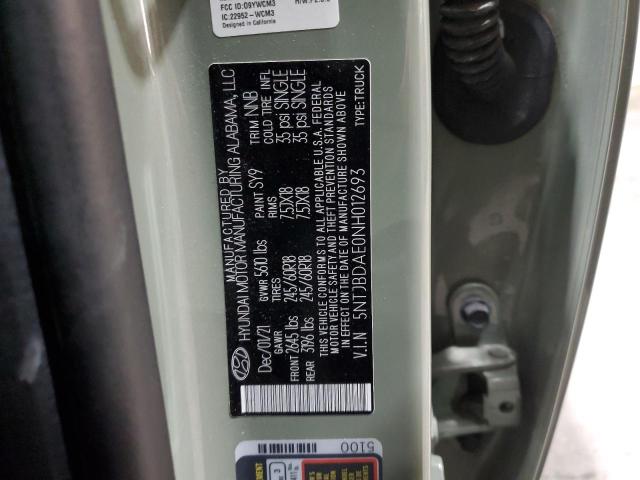 FCC ID:O9YWCM3
IC:22952-WCM3
Designed in California
MANUFACTURED BY
HYUNDAI MOTOR MANUFACTURING ALABAMA, LLC
Dec/01/21 GVWR 5610 lbs PAINT SY9 TRIM NNB
GAWR TIRES RIMS COLD TIRE INFL
FRONT 2645 lbs 245/60R18 7.5JX18 35 psi SINGLE
REAR 3196 lbs 245/60R18 7.5JX18 35 psi SINGLE
THIS VEHICLE CONFORMS TO ALL APPLICABLE U.S.A. FEDERAL
MOTOR VEHICLE SAFETY AND THEFT PREVENTION STANDARDS
IN EFFECT ON THE DATE OF MANUFACTURE SHOWN ABOVE
V.I.N 5NTJBDAE0NH012693 TYPE:TRUCK
5100